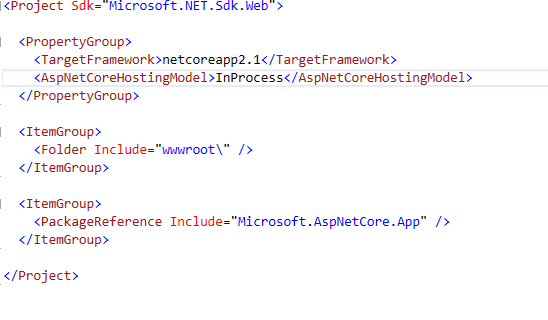 <Project Sdk="Microsoft.NET.Sdk.Web">
<PropertyGroup>
<TargetFramework>netcoreapp2.1</TargetFramework>
<AspNetCoreHostingModel>InProcess</AspNetCoreHostingModel>
</PropertyGroup>
<ItemGroup>
<Folder Include="wwwroot\" />
</ItemGroup>
<ItemGroup>
<PackageReference Include="Microsoft.AspNetCore.App" />
</ItemGroup>
</Project>